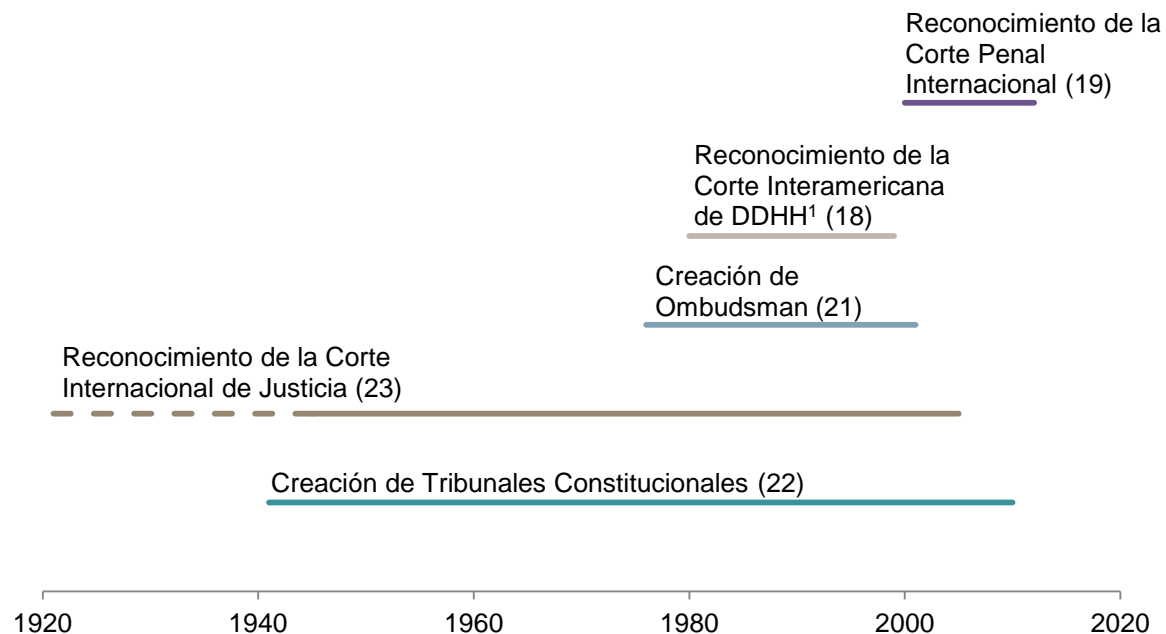 Reconocimiento de la
Corte Penal
Internacional (19)
Reconocimiento de la
Corte Interamericana
de DDHH¹ (18)
Creación de
Ombudsman (21)
Reconocimiento de la Corte
Internacional de Justicia (23)
Creación de Tribunales Constitucionales (22)
1920 1940 1960 1980 2000 2020